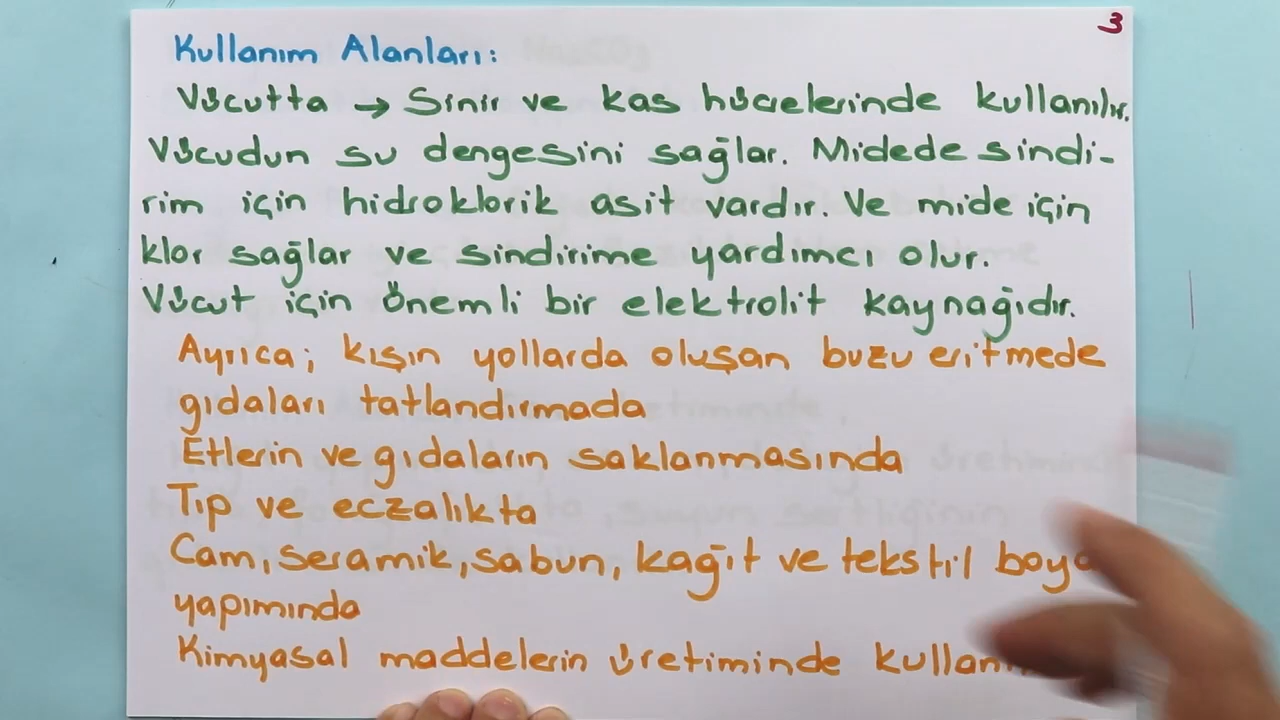 3
Kullanım Alanları:
Vücutta → Sinir ve kas hücrelerinde kullanılır.
Vücudun su dengesini sağlar. Midede sindi-
rim için hidroklorik asit vardır. Ve mide için
klor sağlar ve sindirime yardımcı olur.
Vücut için önemli bir elektrolit kaynağıdır.
Ayrıca; kışın yollarda oluşan buzu eritmede
gıdaları tatlandırmada
Etlerin ve gıdaların saklanmasında
Tıp ve eczalıkta
Cam, seramik, sabun, kağıt ve tekstil boya
yapımında
Kimyasal maddelerin üretiminde